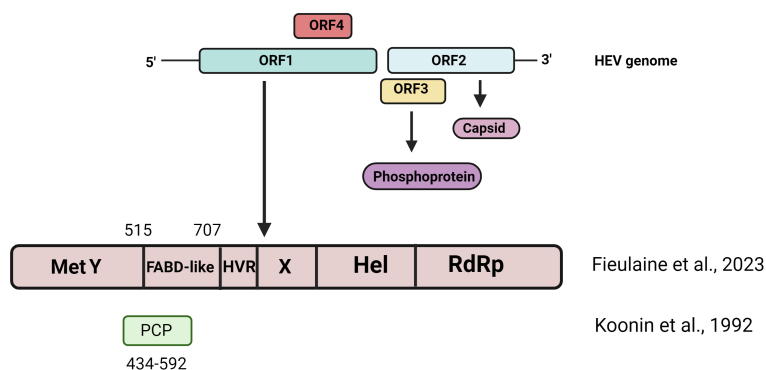 ORF4
5'
ORF1
ORF2
3'
HEV genome
ORF3
Capsid
Phosphoprotein
515
707
Met Y
FABD-like
HVR
X
Hel
RdRp
Fieulaine et al., 2023
PCP
Koonin et al., 1992
434-592